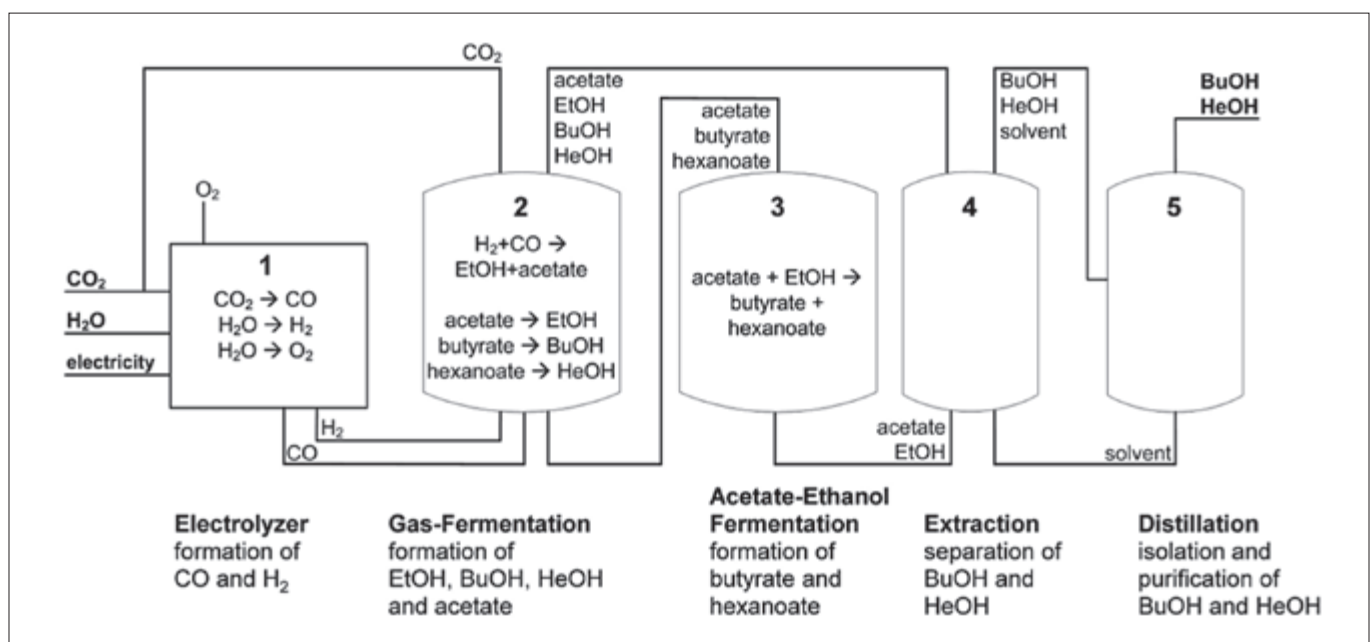 CO₂
acetate
EtOH
BuOH
HeOH
acetate
butyrate
hexanoate
BuOH
HeOH
solvent
BuOH
HeOH
O₂
CO₂
H₂O
electricity
1
CO₂ → CO
H₂O → H₂
H₂O → O₂
2
H₂+CO →
EtOH+acetate
acetate → EtOH
butyrate → BuOH
hexanoate → HeOH
3
acetate + EtOH →
butyrate +
hexanoate
4
5
H₂
CO
acetate
EtOH
solvent
Electrolyzer
formation of
CO and H₂
Gas-Fermentation
formation of
EtOH, BuOH, HeOH
and acetate
Acetate-Ethanol
Fermentation
formation of
butyrate and
hexanoate
Extraction
separation of
BuOH and
HeOH
Distillation
isolation and
purification of
BuOH and HeOH